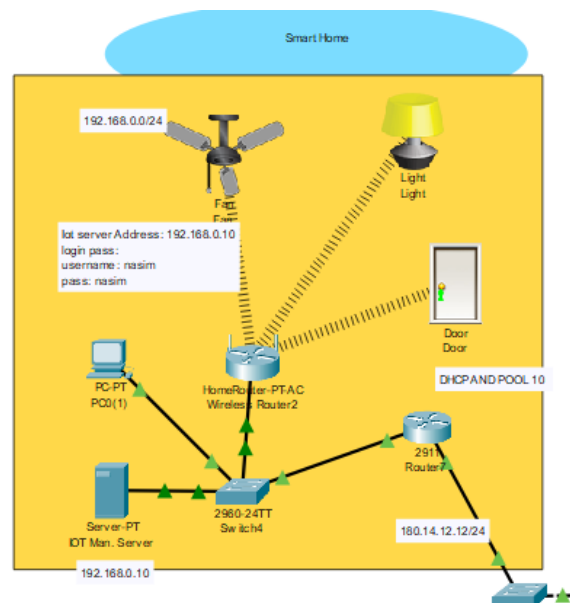 Smart Home
192.168.0.0/24
Fan
Fan
Light
Light
Iot server Address: 192.168.0.10
login pass:
username : nasim
pass: nasim
Door
Door
PC-PT
PC0(1)
HomeRouter-PT-AC
Wireless Router2
DHCP AND POOL 10
2911
Router7
Server-PT
IOT Man. Server
2960-24TT
Switch4
180.14.12.12/24
192.168.0.10